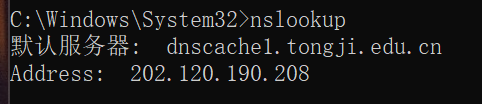 C:\Windows\System32>nslookup
默认服务器:  dnscache1.tongji.edu.cn
Address:  202.120.190.208